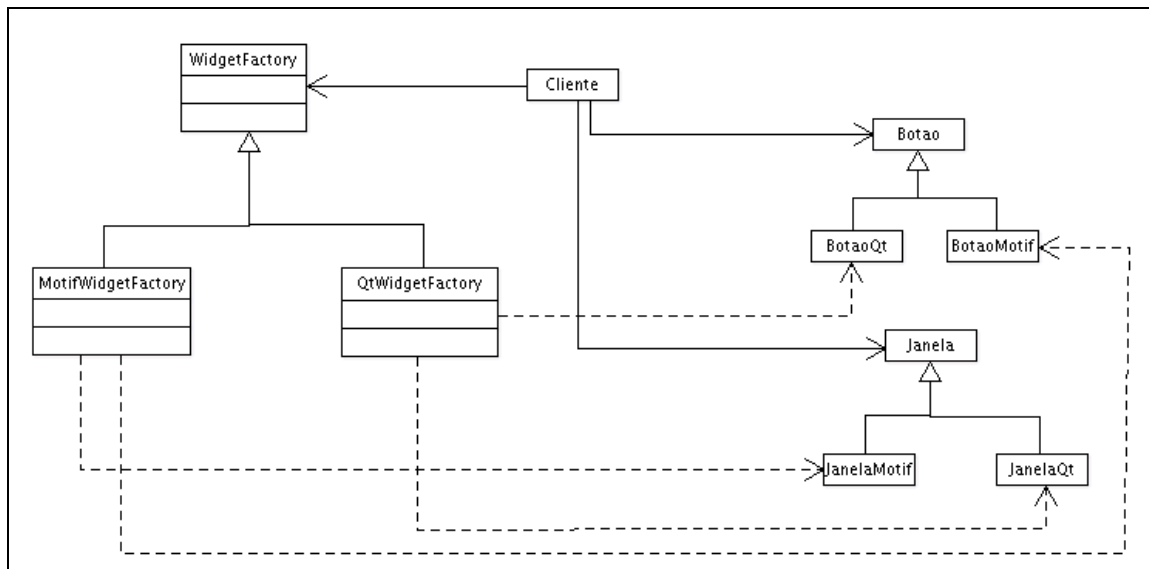 WidgetFactory
Cliente
Botao
BotaoQt
BotaoMotif
MotifWidgetFactory
QtWidgetFactory
Janela
JanelaMotif
JanelaQt